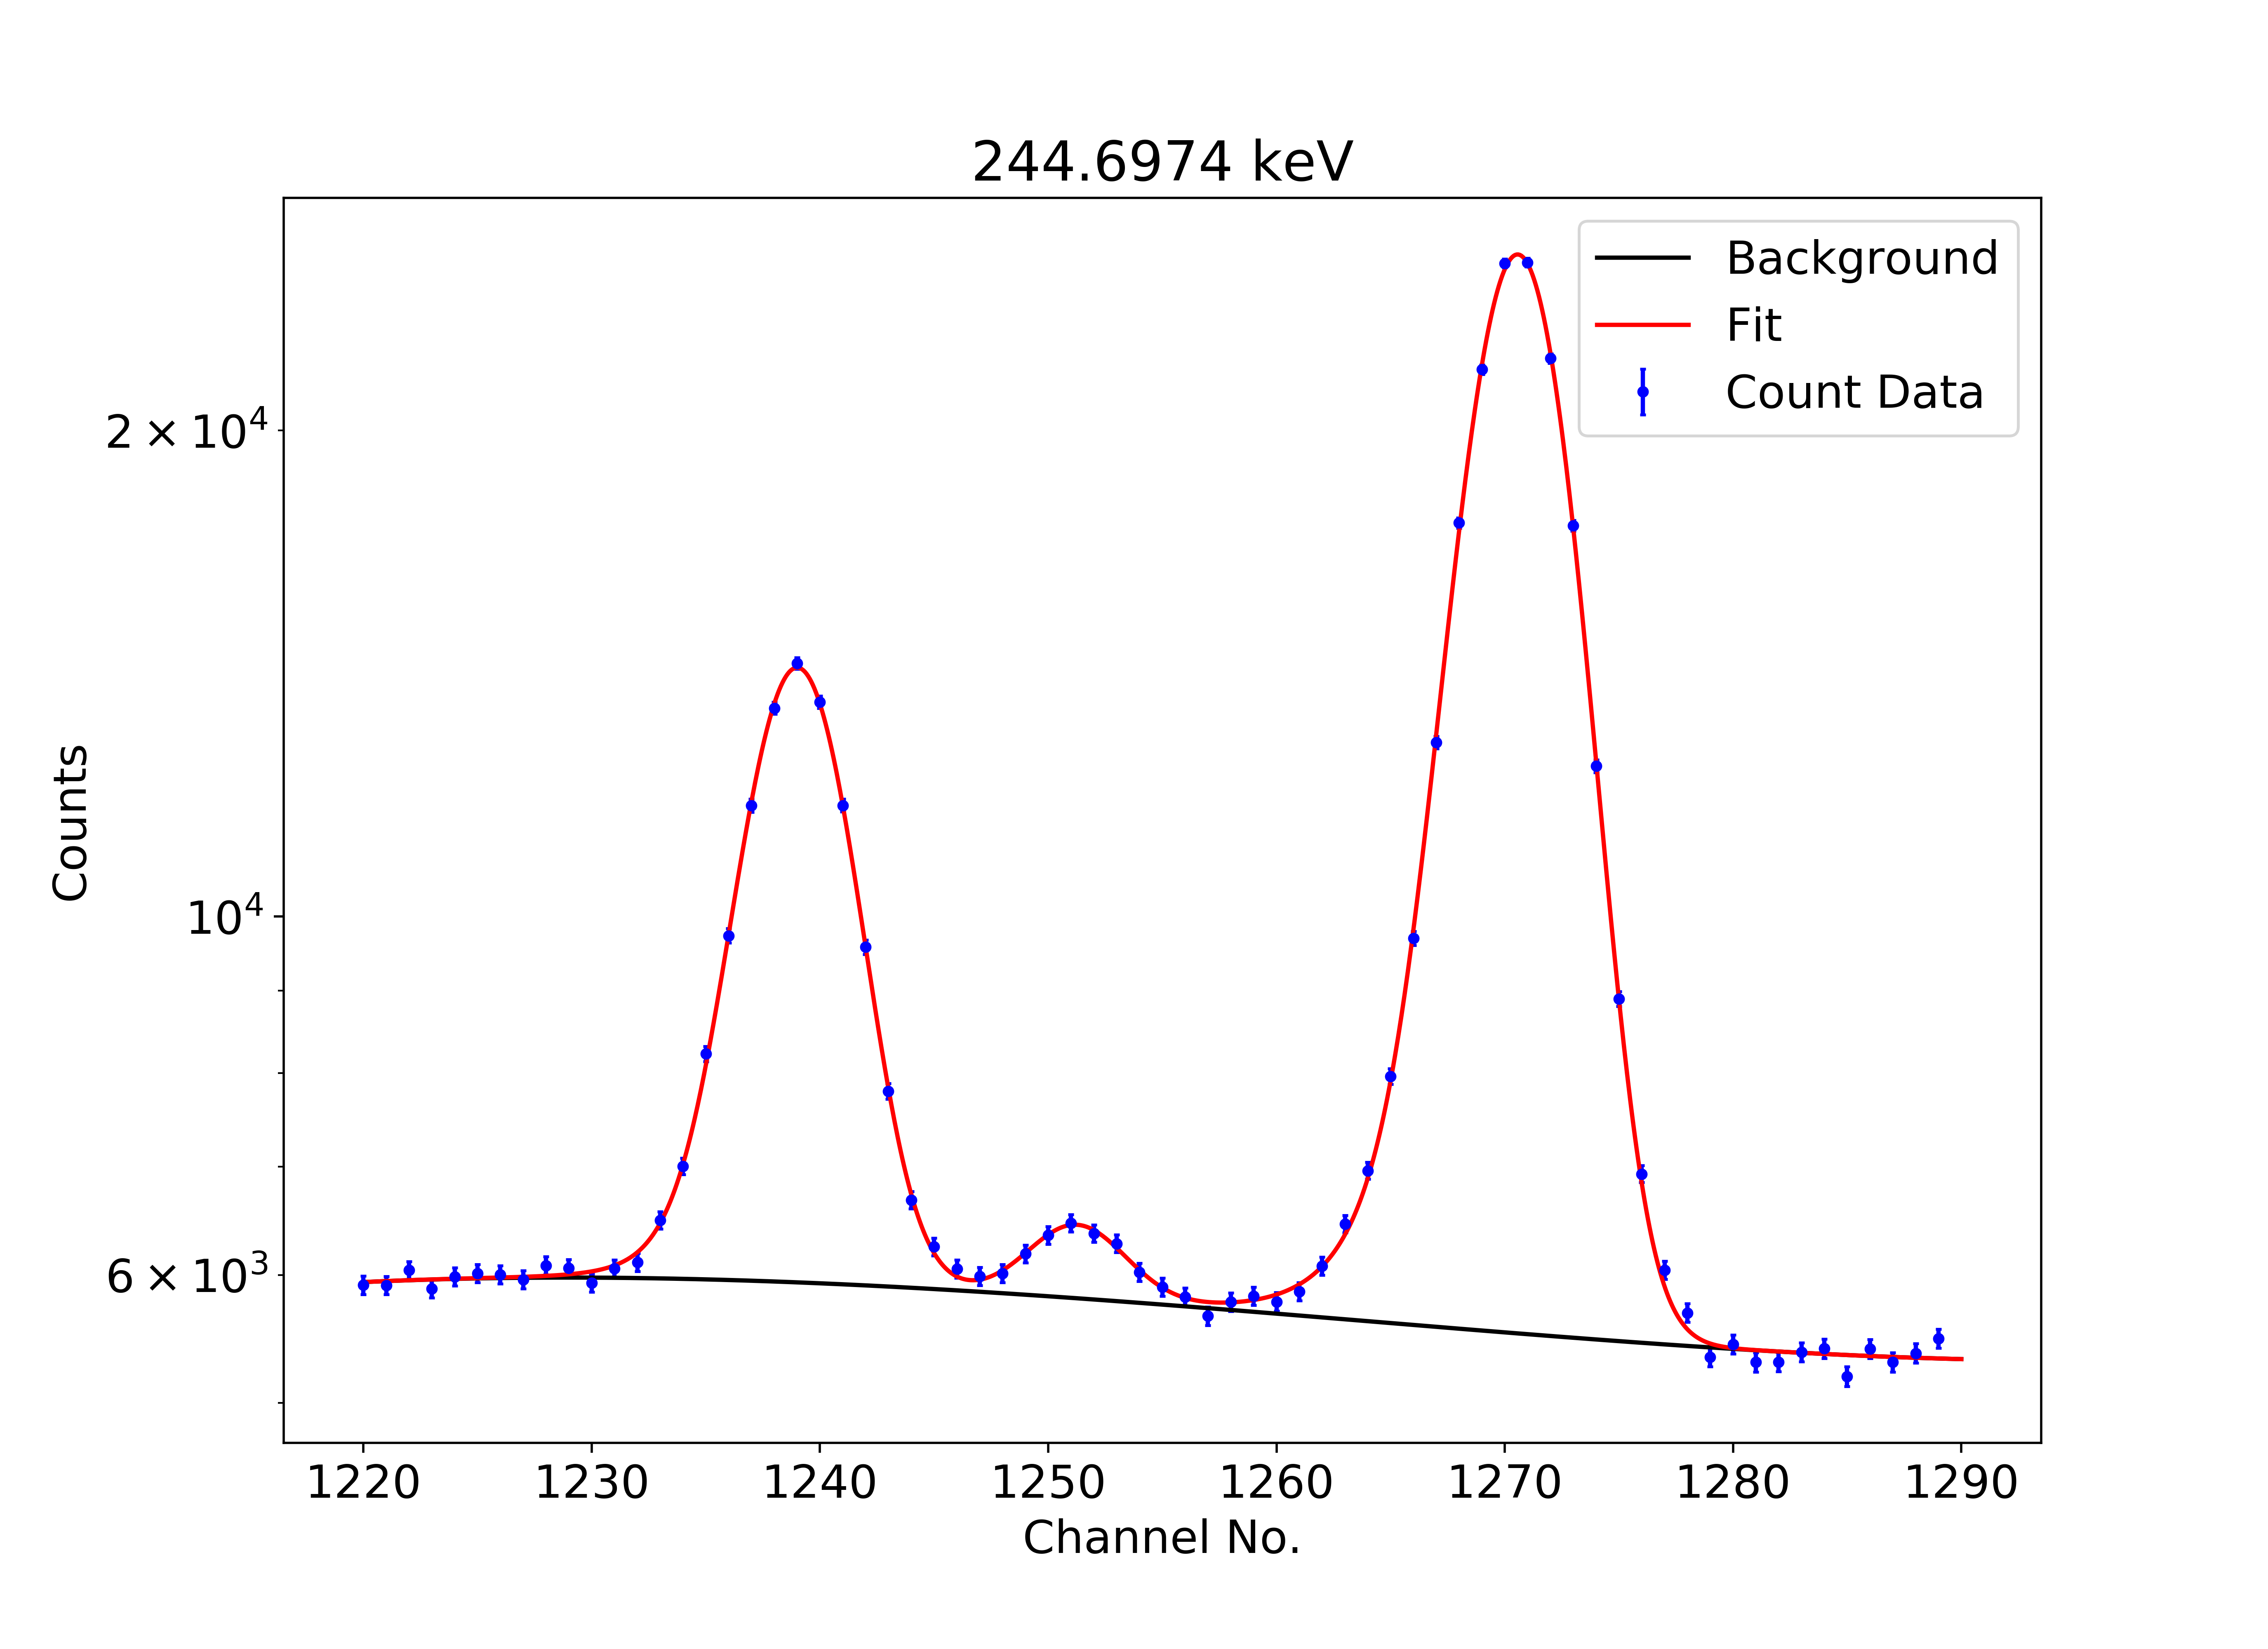 244.6974 keV
Background
Fit
Count Data
2 × 10⁴
10⁴
6 × 10³
Counts
1220 1230 1240 1250 1260 1270 1280 1290
Channel No.